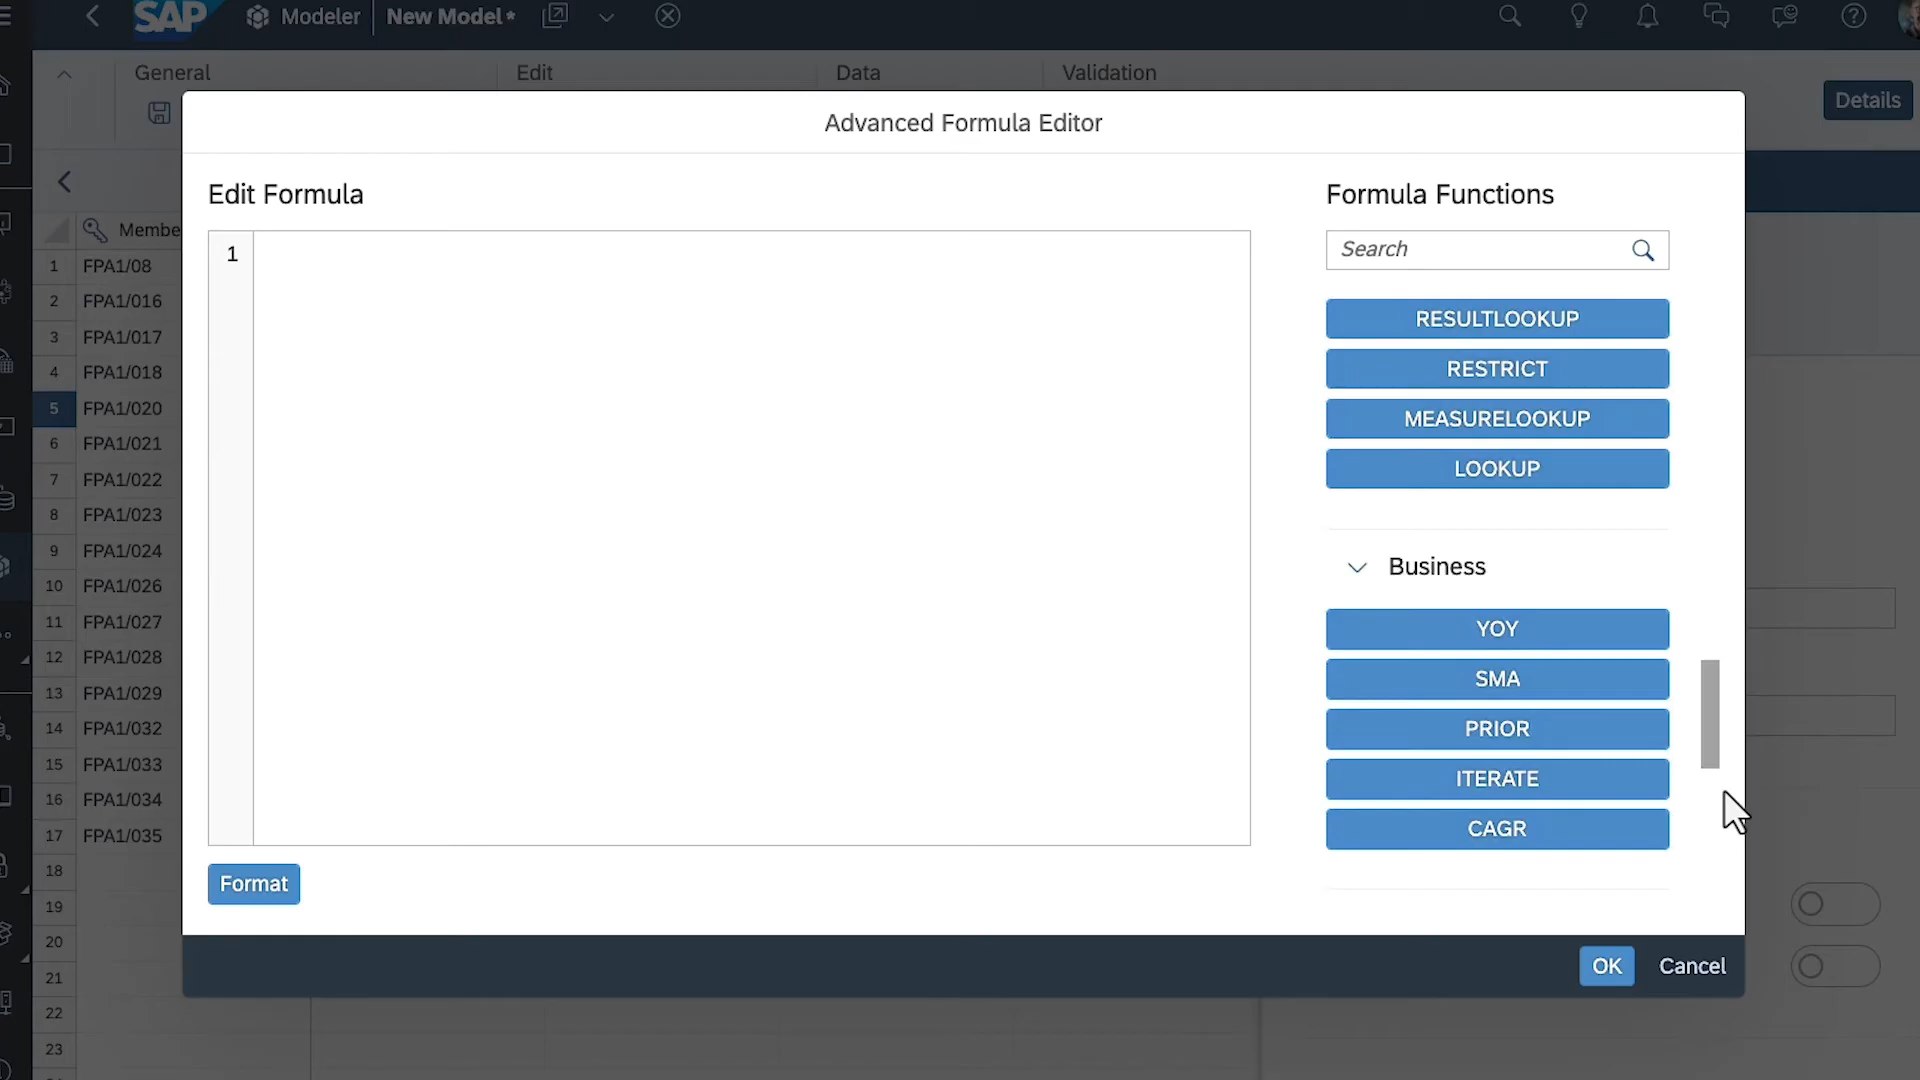 SAP
Modeler
New Model *
General
Edit
Data
Validation
Details
Advanced Formula Editor
Edit Formula
1
Format
Formula Functions
Search
RESULTLOOKUP
RESTRICT
MEASURELOOKUP
LOOKUP
Business
YOY
SMA
PRIOR
ITERATE
CAGR
OK
Cancel
Membe
1 FPA1/08
2 FPA1/016
3 FPA1/017
4 FPA1/018
5 FPA1/020
6 FPA1/021
7 FPA1/022
8 FPA1/023
9 FPA1/024
10 FPA1/026
11 FPA1/027
12 FPA1/028
13 FPA1/029
14 FPA1/032
15 FPA1/033
16 FPA1/034
17 FPA1/035
18
19
20
21
22
23